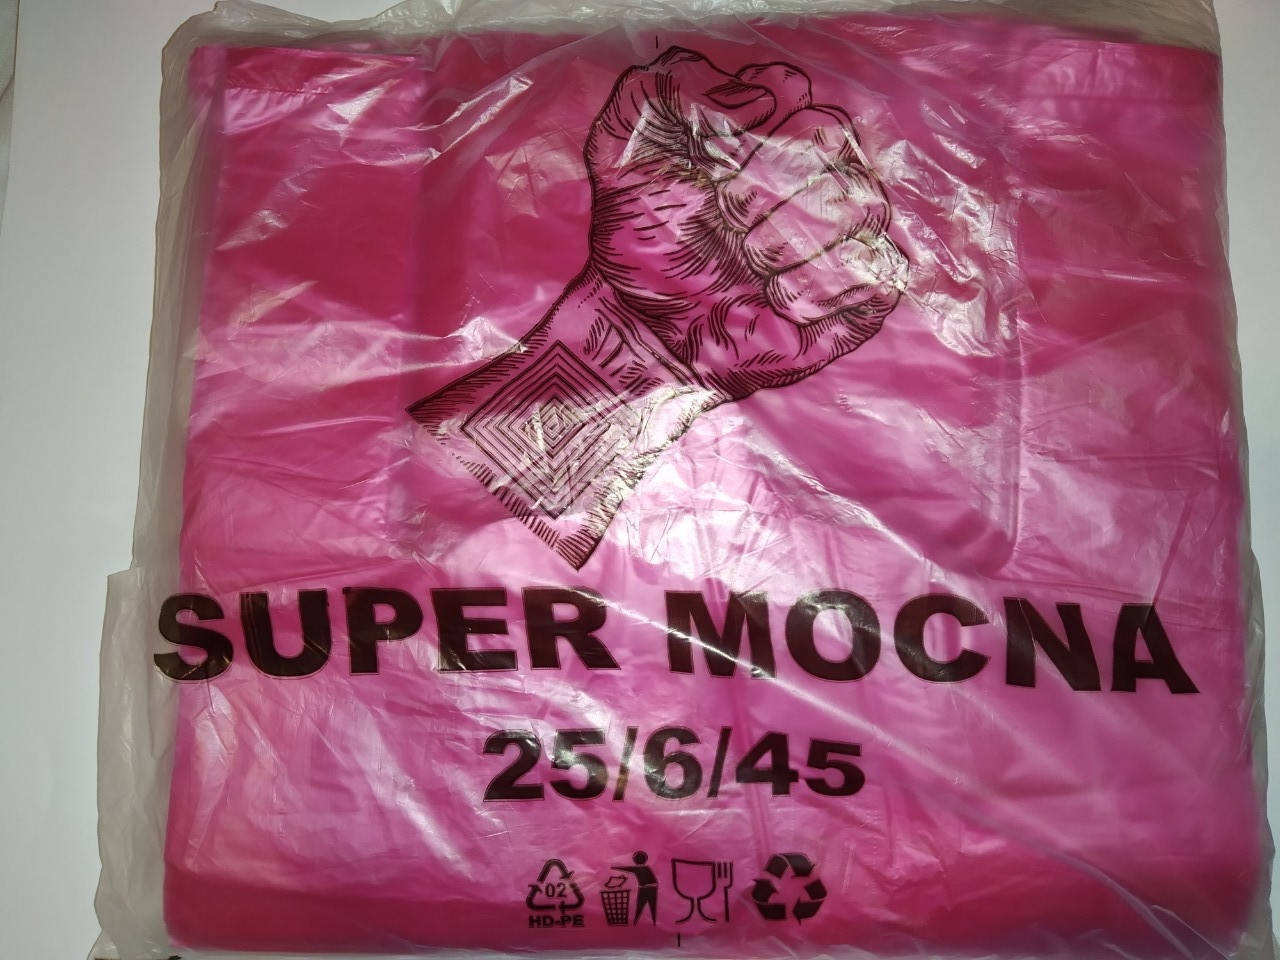 SUPER MOCNA
25/6/45
02
HD-PE